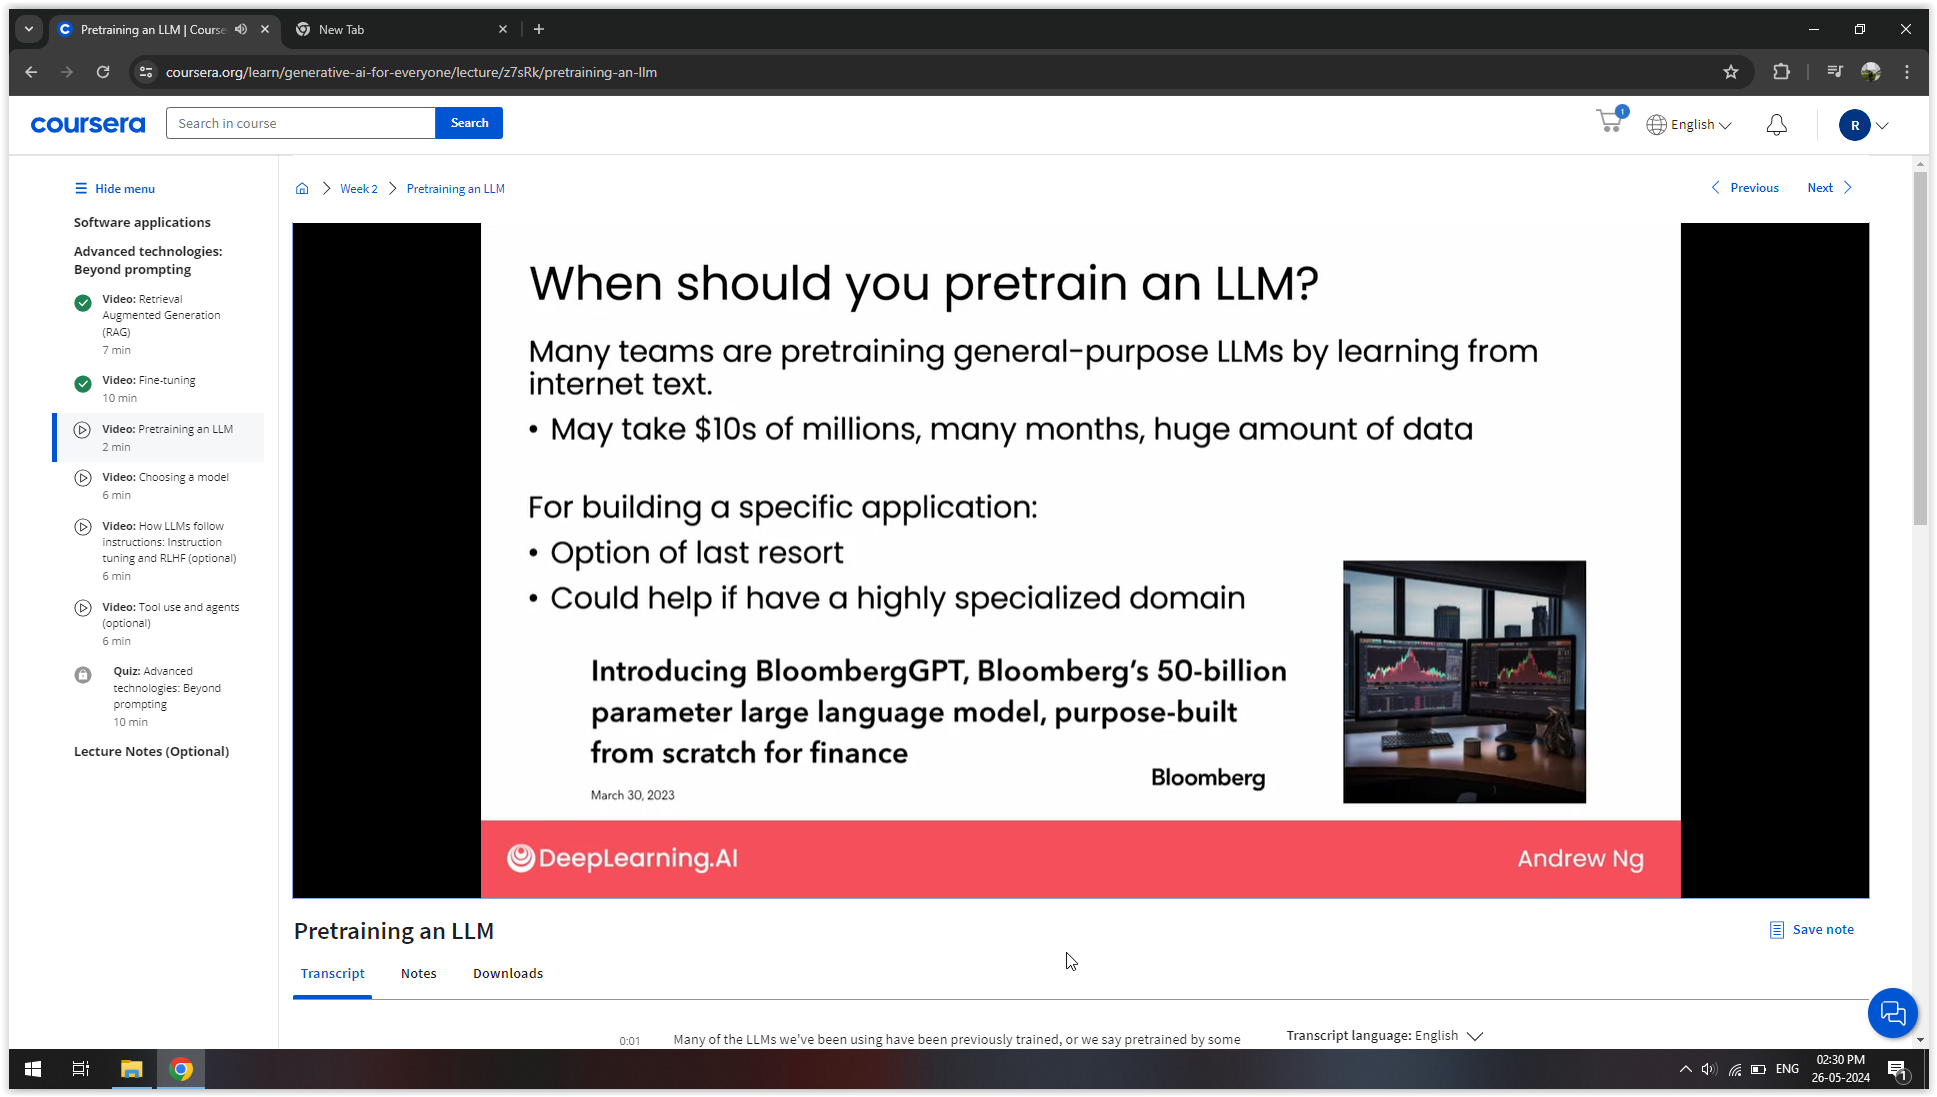 Pretraining an LLM | Course
New Tab
coursera.org/learn/generative-ai-for-everyone/lecture/z7sRk/pretraining-an-llm
coursera
Search in course
Search
1
English
R
Hide menu
Software applications
Advanced technologies:
Beyond prompting
Video: Retrieval
Augmented Generation
(RAG)
7 min
Video: Fine-tuning
10 min
Video: Pretraining an LLM
2 min
Video: Choosing a model
6 min
Video: How LLMs follow
instructions: Instruction
tuning and RLHF (optional)
6 min
Video: Tool use and agents
(optional)
6 min
Quiz: Advanced
technologies: Beyond
prompting
10 min
Lecture Notes (Optional)
Week 2
Pretraining an LLM
Previous
Next
When should you pretrain an LLM?
Many teams are pretraining general-purpose LLMs by learning from
internet text.
• May take $10s of millions, many months, huge amount of data
For building a specific application:
• Option of last resort
• Could help if have a highly specialized domain
Introducing BloombergGPT, Bloomberg's 50-billion
parameter large language model, purpose-built
from scratch for finance
Bloomberg
March 30, 2023
DeepLearning.AI
Andrew Ng
Pretraining an LLM
Save note
Transcript
Notes
Downloads
0:01
Many of the LLMs we've been using have been previously trained, or we say pretrained by some
Transcript language: English
ENG
02:30 PM
26-05-2024
1